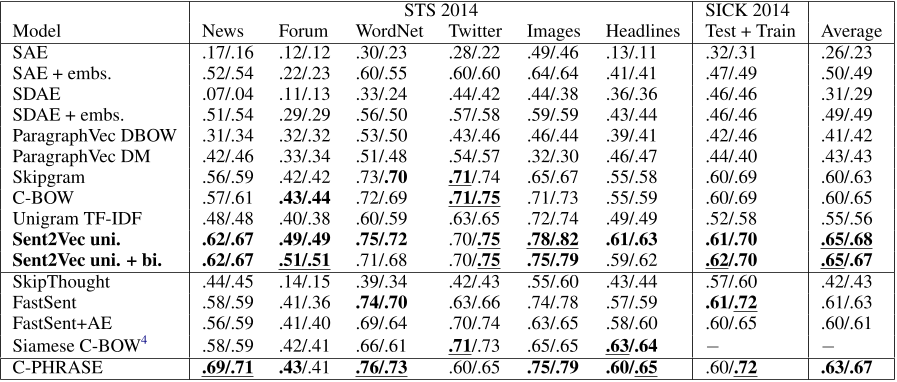 STS 2014 SICK 2014
Model News Forum WordNet Twitter Images Headlines Test + Train Average
SAE .17/.16 .12/.12 .30/.23 .28/.22 .49/.46 .13/.11 .32/.31 .26/.23
SAE + embs. .52/.54 .22/.23 .60/.55 .60/.60 .64/.64 .41/.41 .47/.49 .50/.49
SDAE .07/.04 .11/.13 .33/.24 .44/.42 .44/.38 .36/.36 .46/.46 .31/.29
SDAE + embs. .51/.54 .29/.29 .56/.50 .57/.58 .59/.59 .43/.44 .46/.46 .49/.49
ParagraphVec DBOW .31/.34 .32/.32 .53/.50 .43/.46 .46/.44 .39/.41 .42/.46 .41/.42
ParagraphVec DM .42/.46 .33/.34 .51/.48 .54/.57 .32/.30 .46/.47 .44/.40 .43/.43
Skipgram .56/.59 .42/.42 .73/.70 .71/.74 .65/.67 .55/.58 .60/.69 .60/.63
C-BOW .57/.61 .43/.44 .72/.69 .71/.75 .71/.73 .55/.59 .60/.69 .60/.65
Unigram TF-IDF .48/.48 .40/.38 .60/.59 .63/.65 .72/.74 .49/.49 .52/.58 .55/.56
Sent2Vec uni. .62/.67 .49/.49 .75/.72 .70/.75 .78/.82 .61/.63 .61/.70 .65/.68
Sent2Vec uni. + bi. .62/.67 .51/.51 .71/.68 .70/.75 .75/.79 .59/.62 .62/.70 .65/.67
SkipThought .44/.45 .14/.15 .39/.34 .42/.43 .55/.60 .43/.44 .57/.60 .42/.43
FastSent .58/.59 .41/.36 .74/.70 .63/.66 .74/.78 .57/.59 .61/.72 .61/.63
FastSent+AE .56/.59 .41/.40 .69/.64 .70/.74 .63/.65 .58/.60 .60/.65 .60/.61
Siamese C-BOW4 .58/.59 .42/.41 .66/.61 .71/.73 .65/.65 .63/.64 − −
C-PHRASE .69/.71 .43/.41 .76/.73 .60/.65 .75/.79 .60/.65 .60/.72 .63/.67